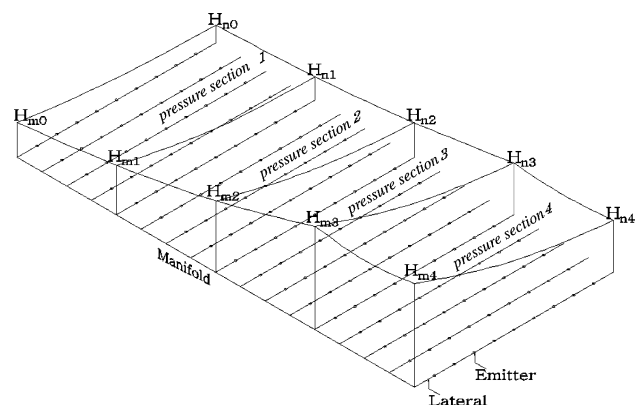 H_n0
pressure section 1
H_n1
H_m0
pressure section 2
H_n2
H_m1
pressure section 3
H_n3
H_m2
H_m3
pressure section 4
H_n4
Manifold
H_m4
Emitter
Lateral